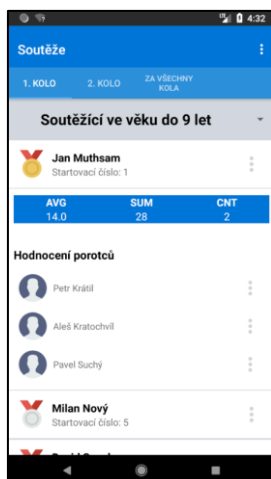 4:32
Soutěže
1. KOLO
2. KOLO
ZA VŠECHNY
KOLA
Soutěžící ve věku do 9 let
Jan Muthsam
Startovací číslo: 1
AVG SUM CNT
14.0 28 2
Hodnocení porotců
Petr Krátil
Aleš Kratochvíl
Pavel Suchý
Milan Nový
Startovací číslo: 5